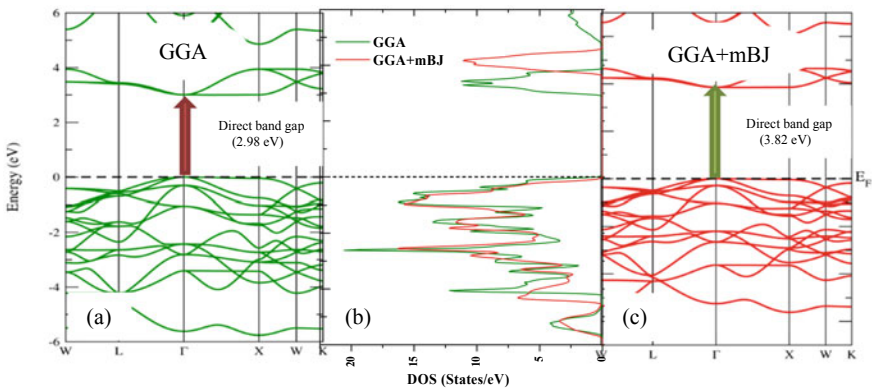 6
4
2
0
-2
-4
-6
Energy (eV)
GGA
Direct band gap
(2.98 eV)
(a)
W
L
Γ
X
W
K
GGA
GGA+mBJ
(b)
20
15
10
5
0
DOS (States/eV)
GGA+mBJ
Direct band gap
(3.82 eV)
E_F
(c)
W
L
Γ
X
W
K